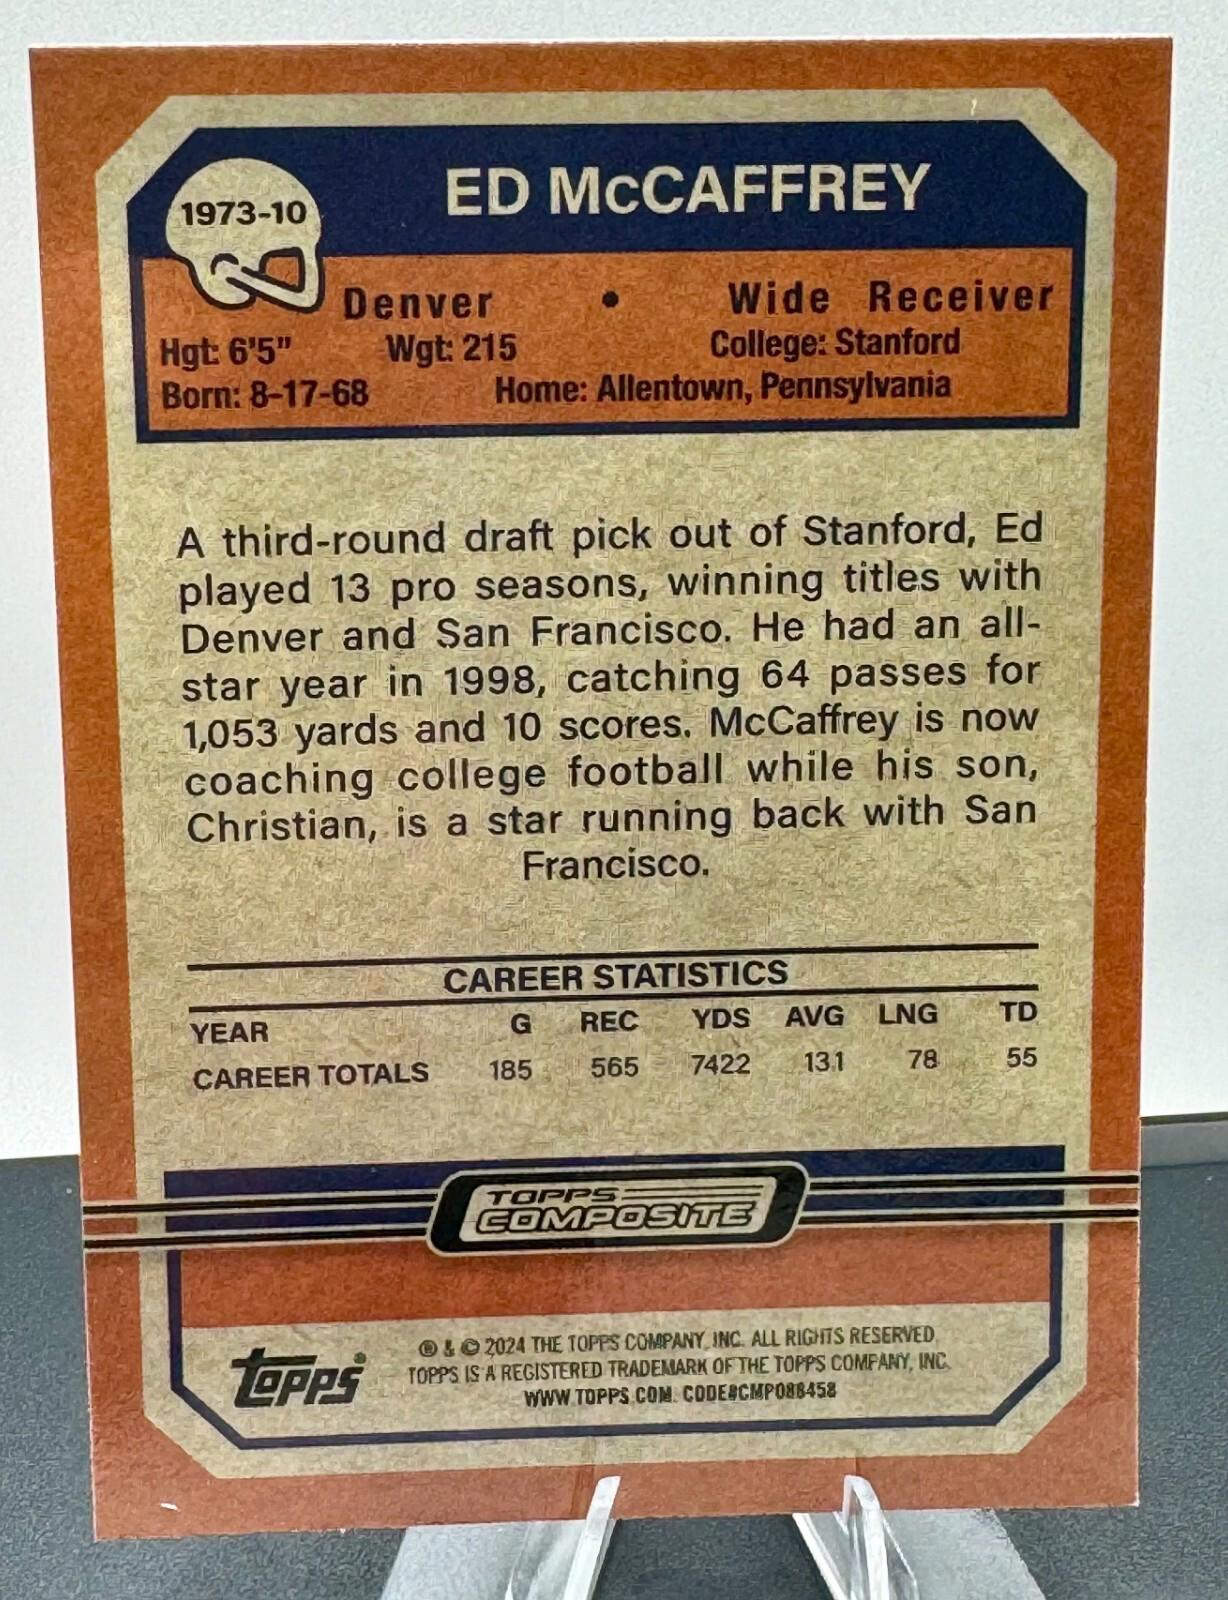 1973-10
ED McCAFFREY
Denver • Wide Receiver
Hgt: 6'5" Wgt: 215 College: Stanford
Born: 8-17-68 Home: Allentown, Pennsylvania
A third-round draft pick out of Stanford, Ed
played 13 pro seasons, winning titles with
Denver and San Francisco. He had an all-
star year in 1998, catching 64 passes for
1,053 yards and 10 scores. McCaffrey is now
coaching college football while his son,
Christian, is a star running back with San
Francisco.
CAREER STATISTICS
YEAR G REC YDS AVG LNG TD
CAREER TOTALS 185 565 7422 13.1 78 55
TOPPS
COMPOSITE
topps®
® & © 2024 THE TOPPS COMPANY, INC. ALL RIGHTS RESERVED.
TOPPS IS A REGISTERED TRADEMARK OF THE TOPPS COMPANY, INC.
WWW.TOPPS.COM. CODE#CMP088458